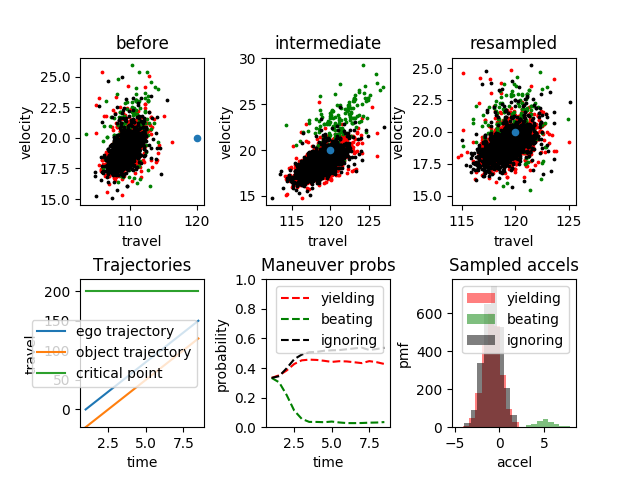 before
intermediate
resampled
velocity
25.0
22.5
20.0
17.5
15.0
110
120
travel
velocity
30
25
20
15
115
120
125
travel
velocity
25.0
22.5
20.0
17.5
15.0
115
120
125
travel
Trajectories
Maneuver probs
Sampled accels
travel
200
150
100
50
0
ego trajectory
object trajectory
critical point
2.5
5.0
7.5
time
probability
1.0
0.8
0.6
0.4
0.2
0.0
yielding
beating
ignoring
2.5
5.0
7.5
time
pmf
600
400
200
0
yielding
beating
ignoring
-5
0
5
accel